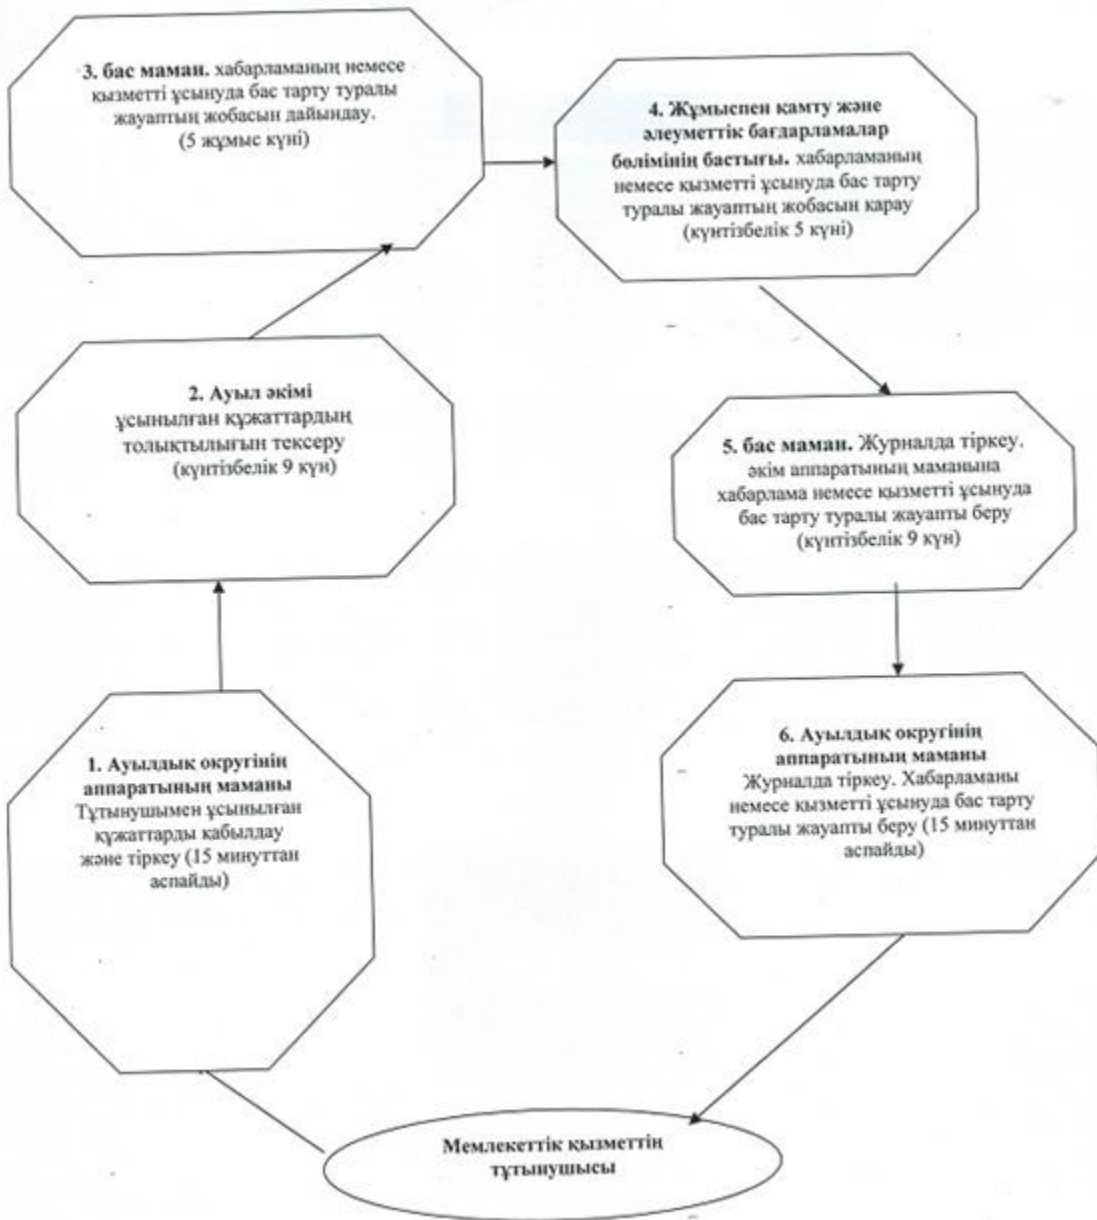 3. бас маман. хабарламаның немесе
қызметті ұсынуда бас тарту туралы
жауаптың жобасын дайындау.
(5 жұмыс күні)
4. Жұмыспен қамту және
әлеуметтік бағдарламалар
бөлімінің бастығы. хабарламаның
немесе қызметті ұсынуда бас тарту
туралы жауаптың жобасын қарау
(күнтізбелік 5 күні)
2. Ауыл әкімі
ұсынылған құжаттардың
толықтылығын тексеру
(күнтізбелік 9 күн)
5. бас маман. Журналда тіркеу.
әкім аппаратының маманына
хабарлама немесе қызметті ұсынуда
бас тарту туралы жауапты беру
(күнтізбелік 9 күн)
1. Ауылдық округінің
аппаратының маманы
Тұтынушымен ұсынылған
құжаттарды қабылдау
және тіркеу (15 минуттан
аспайды)
6. Ауылдық округінің
аппаратының маманы
Журналда тіркеу. Хабарламаны
немесе қызметті ұсынуда бас тарту
туралы жауапты беру (15 минуттан
аспайды)
Мемлекеттік қызметтің
тұтынушысы